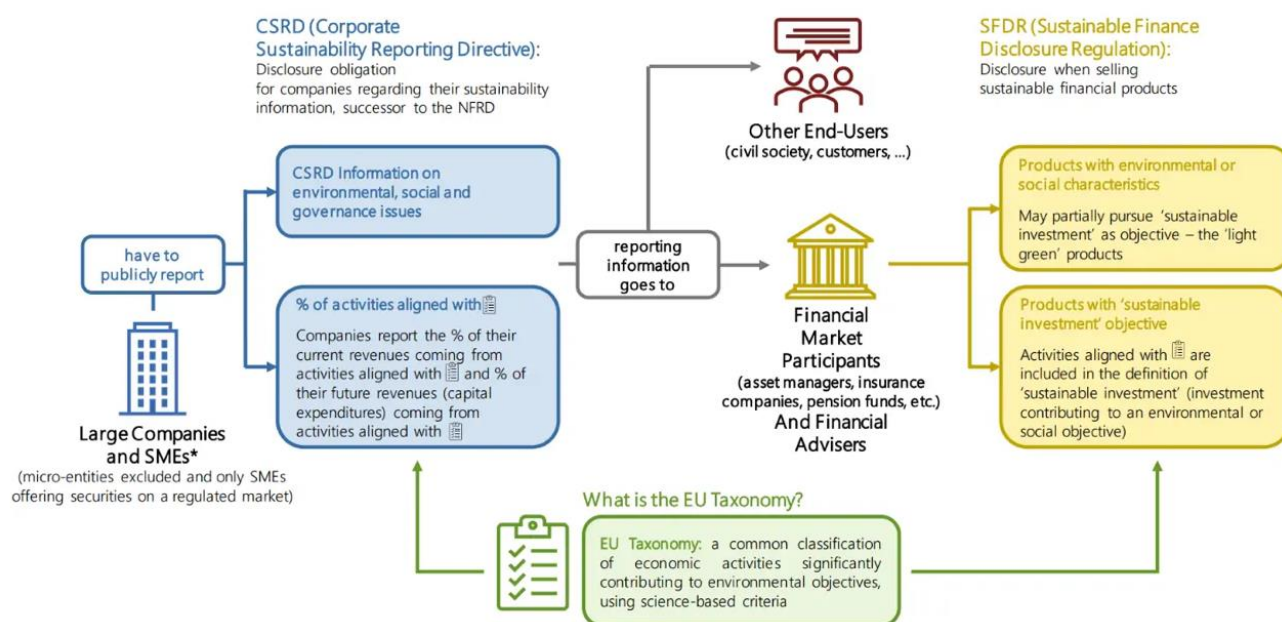 CSRD (Corporate
Sustainability Reporting Directive):
Disclosure obligation
for companies regarding their sustainability
information, successor to the NFRD
SFDR (Sustainable Finance
Disclosure Regulation):
Disclosure when selling
sustainable financial products
Other End-Users
(civil society, customers, ...)
CSRD Information on
environmental, social and
governance issues
have to
publicly report
Large Companies
and SMEs*
(micro-entities excluded and only SMEs
offering securities on a regulated market)
% of activities aligned with
Companies report the % of their
current revenues coming from
activities aligned with and % of
their future revenues (capital
expenditures) coming from
activities aligned with
reporting
information
goes to
Financial
Market
Participants
(asset managers, insurance
companies, pension funds, etc.)
And Financial
Advisers
Products with environmental or
social characteristics
May partially pursue ‘sustainable
investment’ as objective – the ‘light
green’ products
Products with ‘sustainable
investment’ objective
Activities aligned with are
included in the definition of
‘sustainable investment’ (investment
contributing to an environmental or
social objective)
What is the EU Taxonomy?
EU Taxonomy: a common classification
of economic activities significantly
contributing to environmental objectives,
using science-based criteria